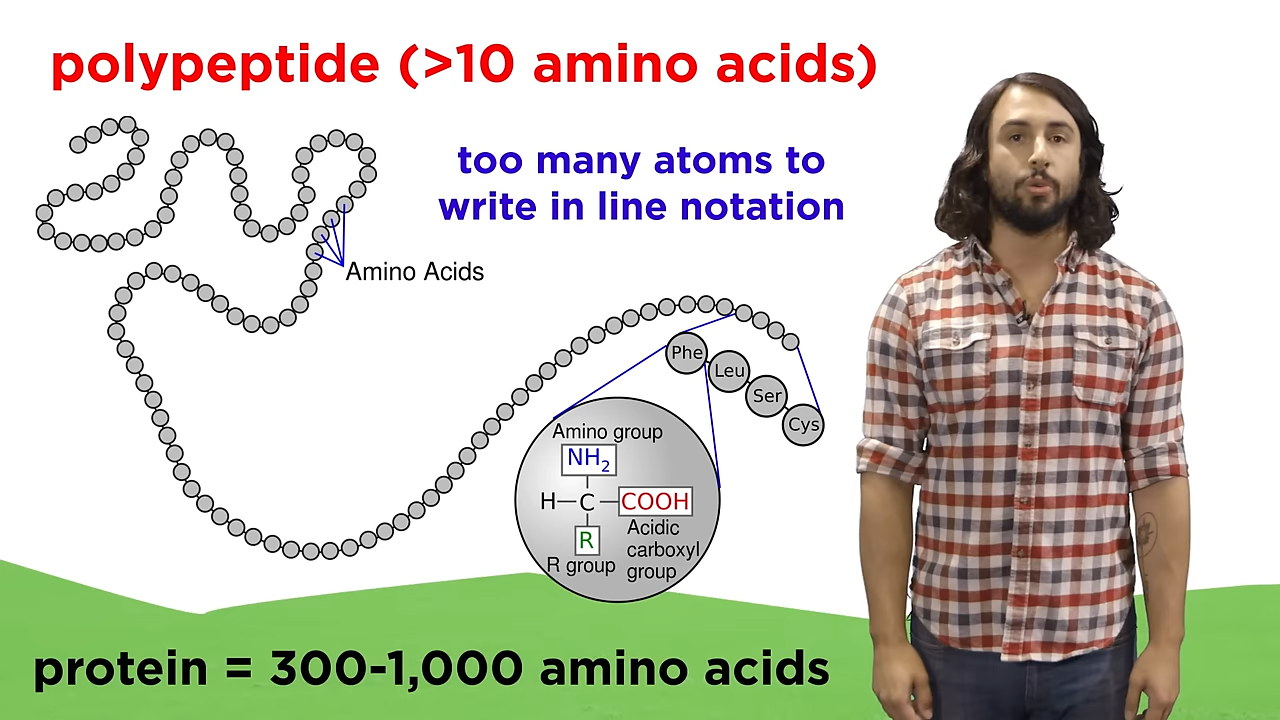 polypeptide (>10 amino acids)
too many atoms to
write in line notation
Amino Acids
Phe
Leu
Ser
Cys
Amino group
NH₂
H C COOH
R
Acidic
carboxyl
group
R group
protein = 300-1,000 amino acids